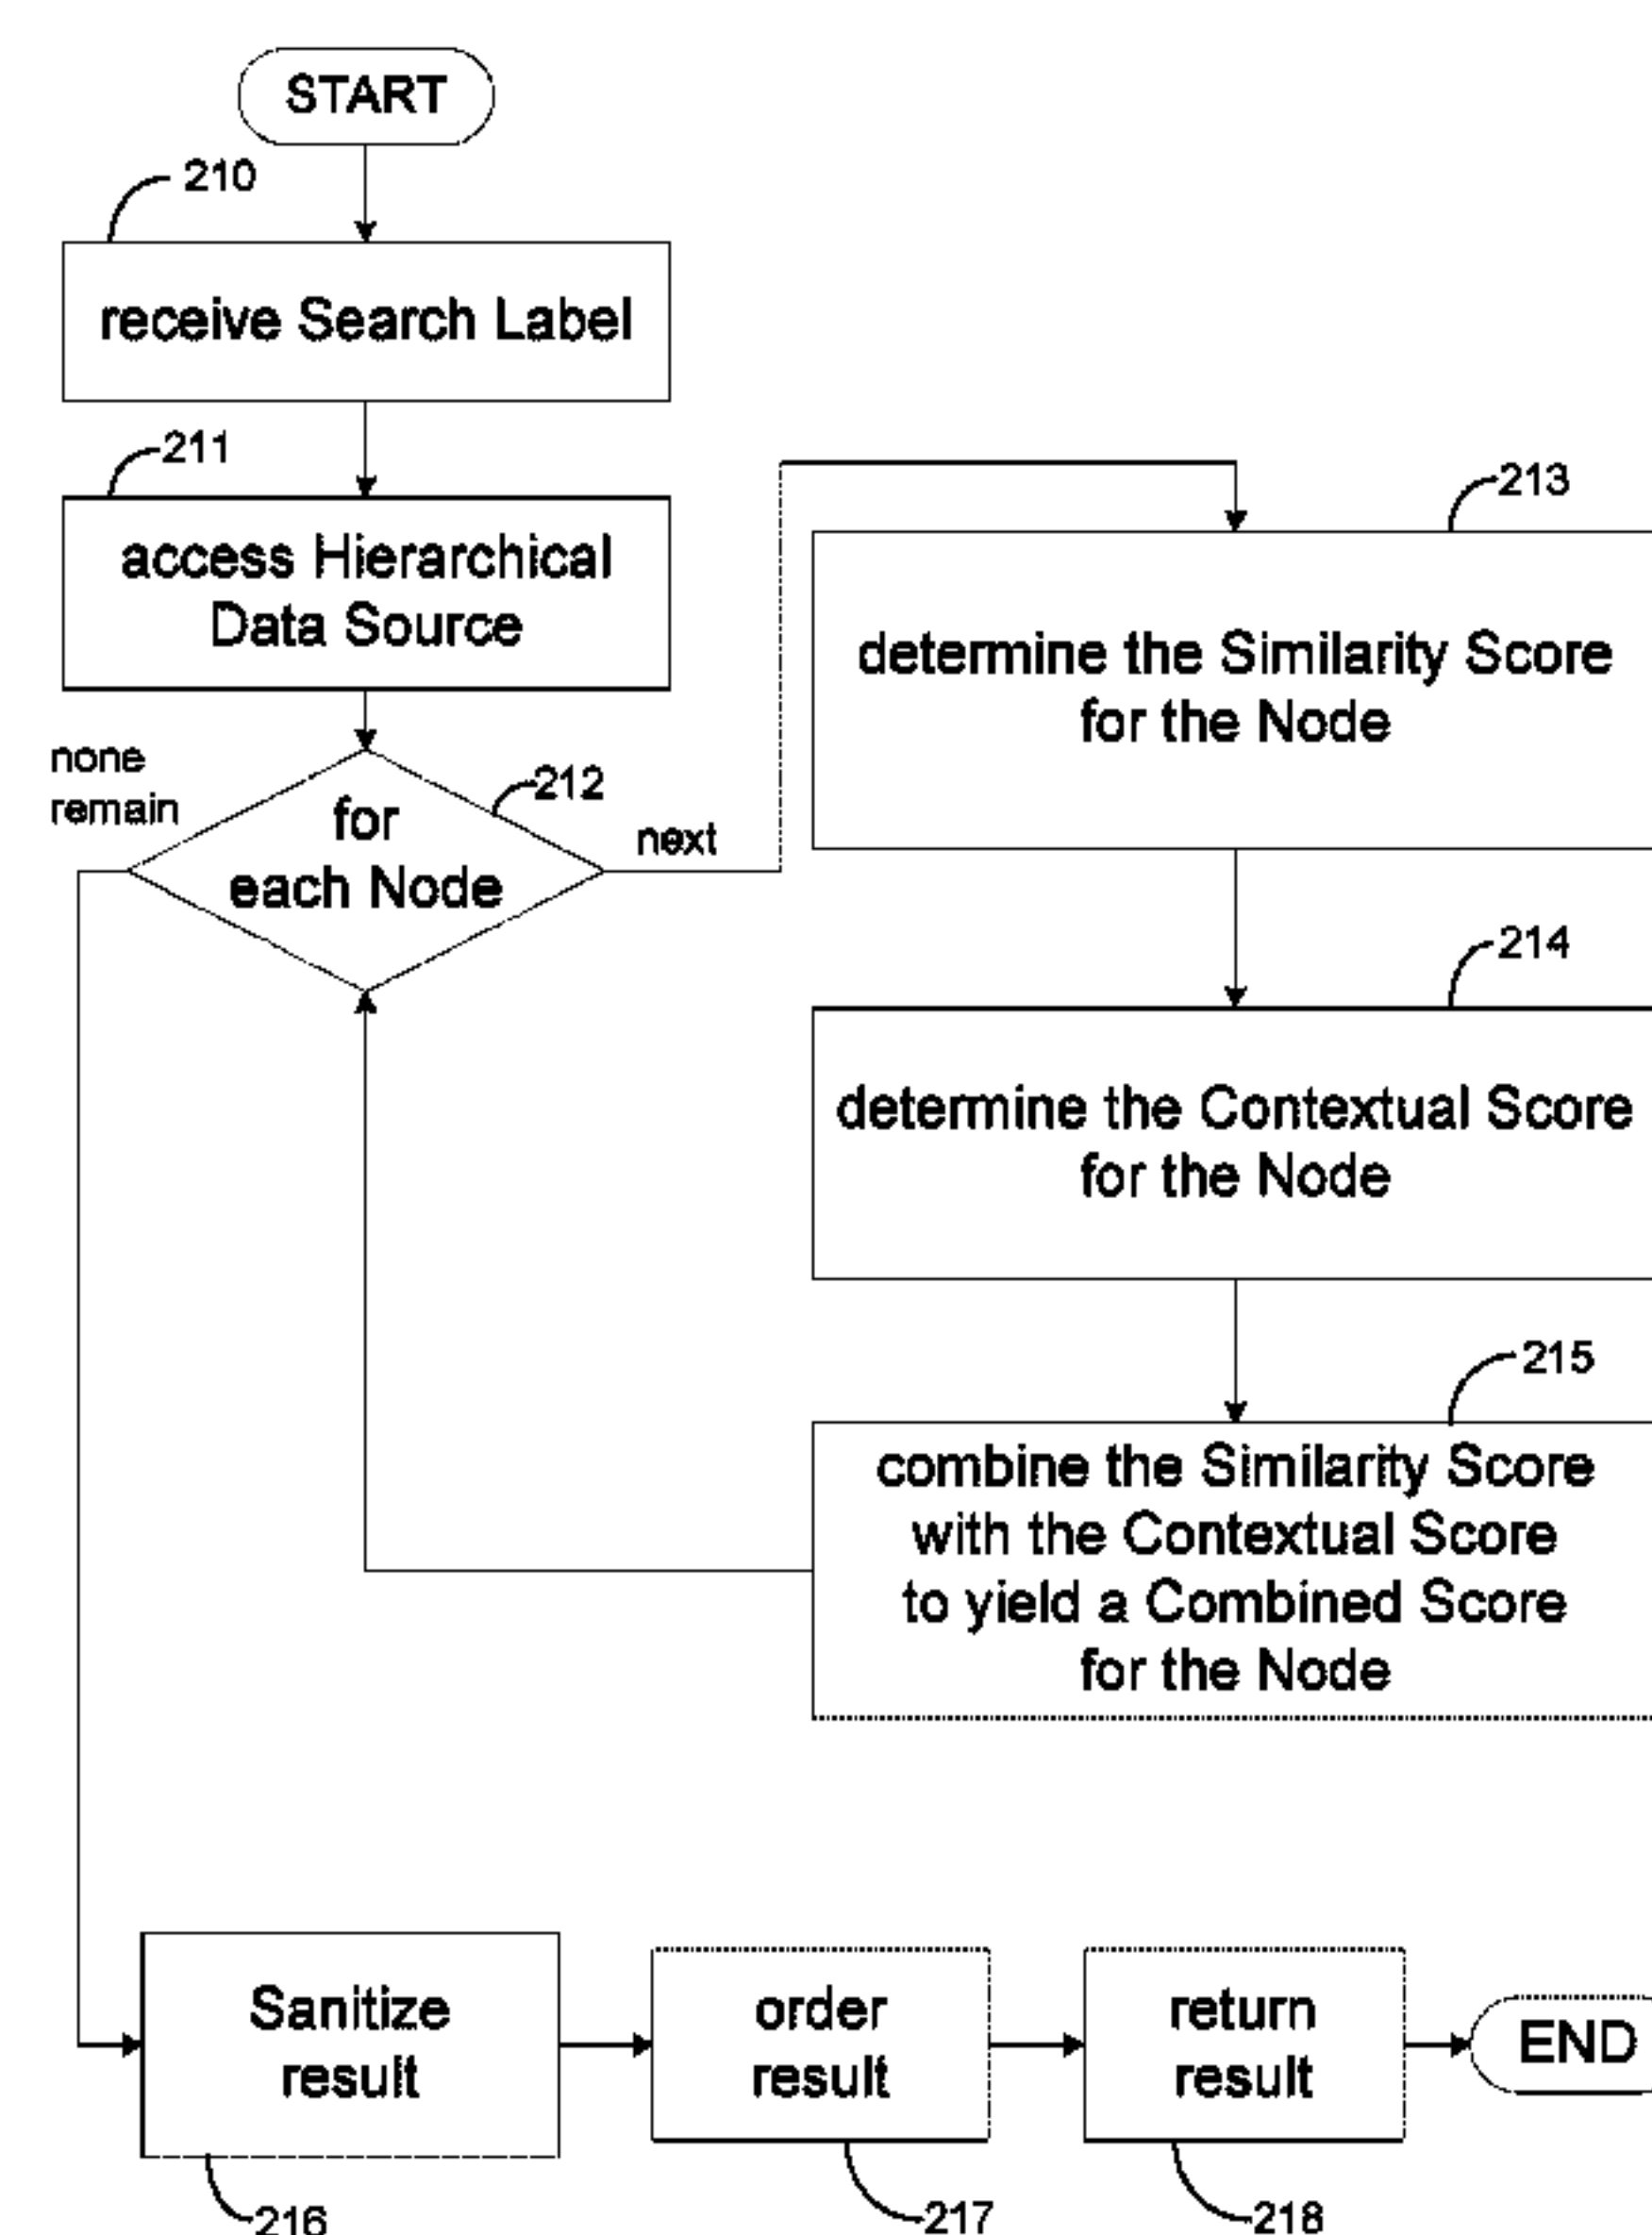 START
210
receive Search Label
211
access Hierarchical
Data Source
none
remain
212
for
each Node
next
213
determine the Similarity Score
for the Node
214
determine the Contextual Score
for the Node
215
combine the Similarity Score
with the Contextual Score
to yield a Combined Score
for the Node
Sanitize
result
216
order
result
217
return
result
218
END